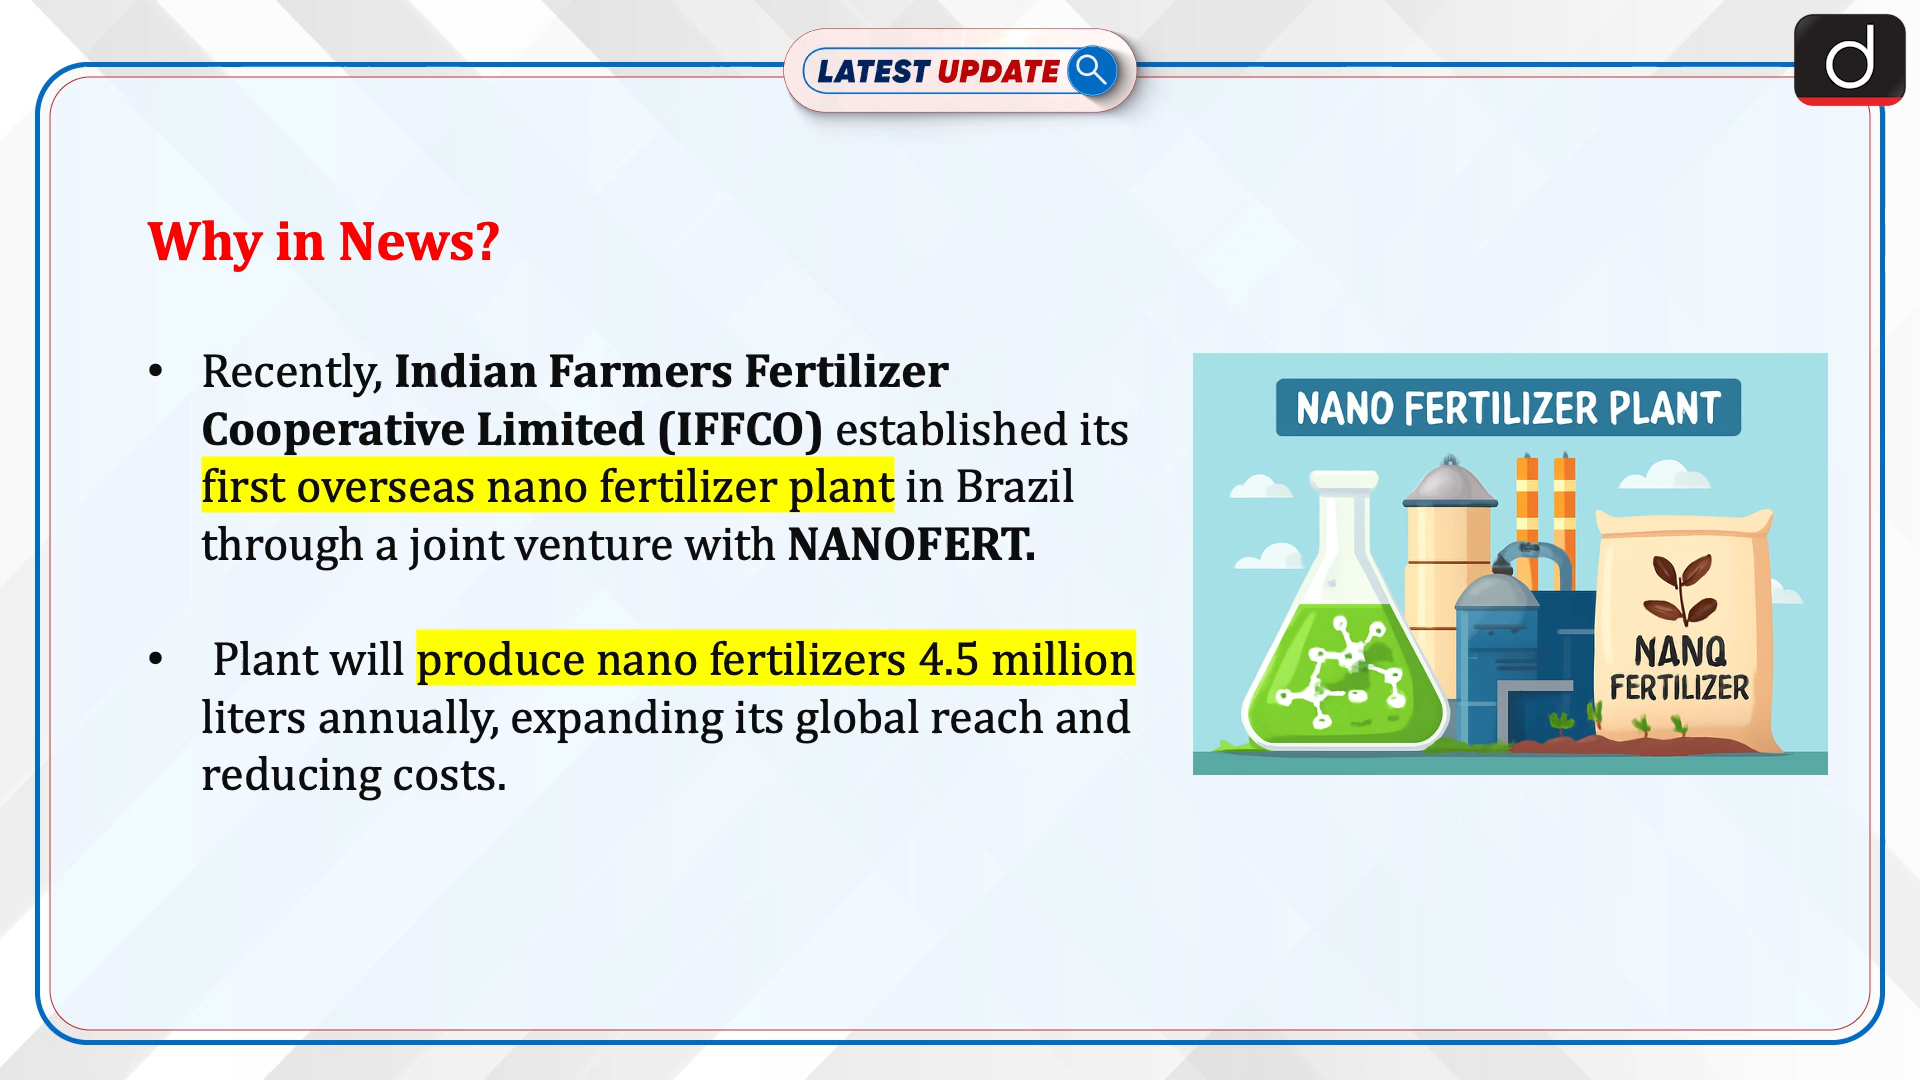 LATEST UPDATE
d
Why in News?
• Recently, Indian Farmers Fertilizer
Cooperative Limited (IFFCO) established its
first overseas nano fertilizer plant in Brazil
through a joint venture with NANOFERT.
• Plant will produce nano fertilizers 4.5 million
liters annually, expanding its global reach and
reducing costs.
NANO FERTILIZER PLANT
NANQ
FERTILIZER